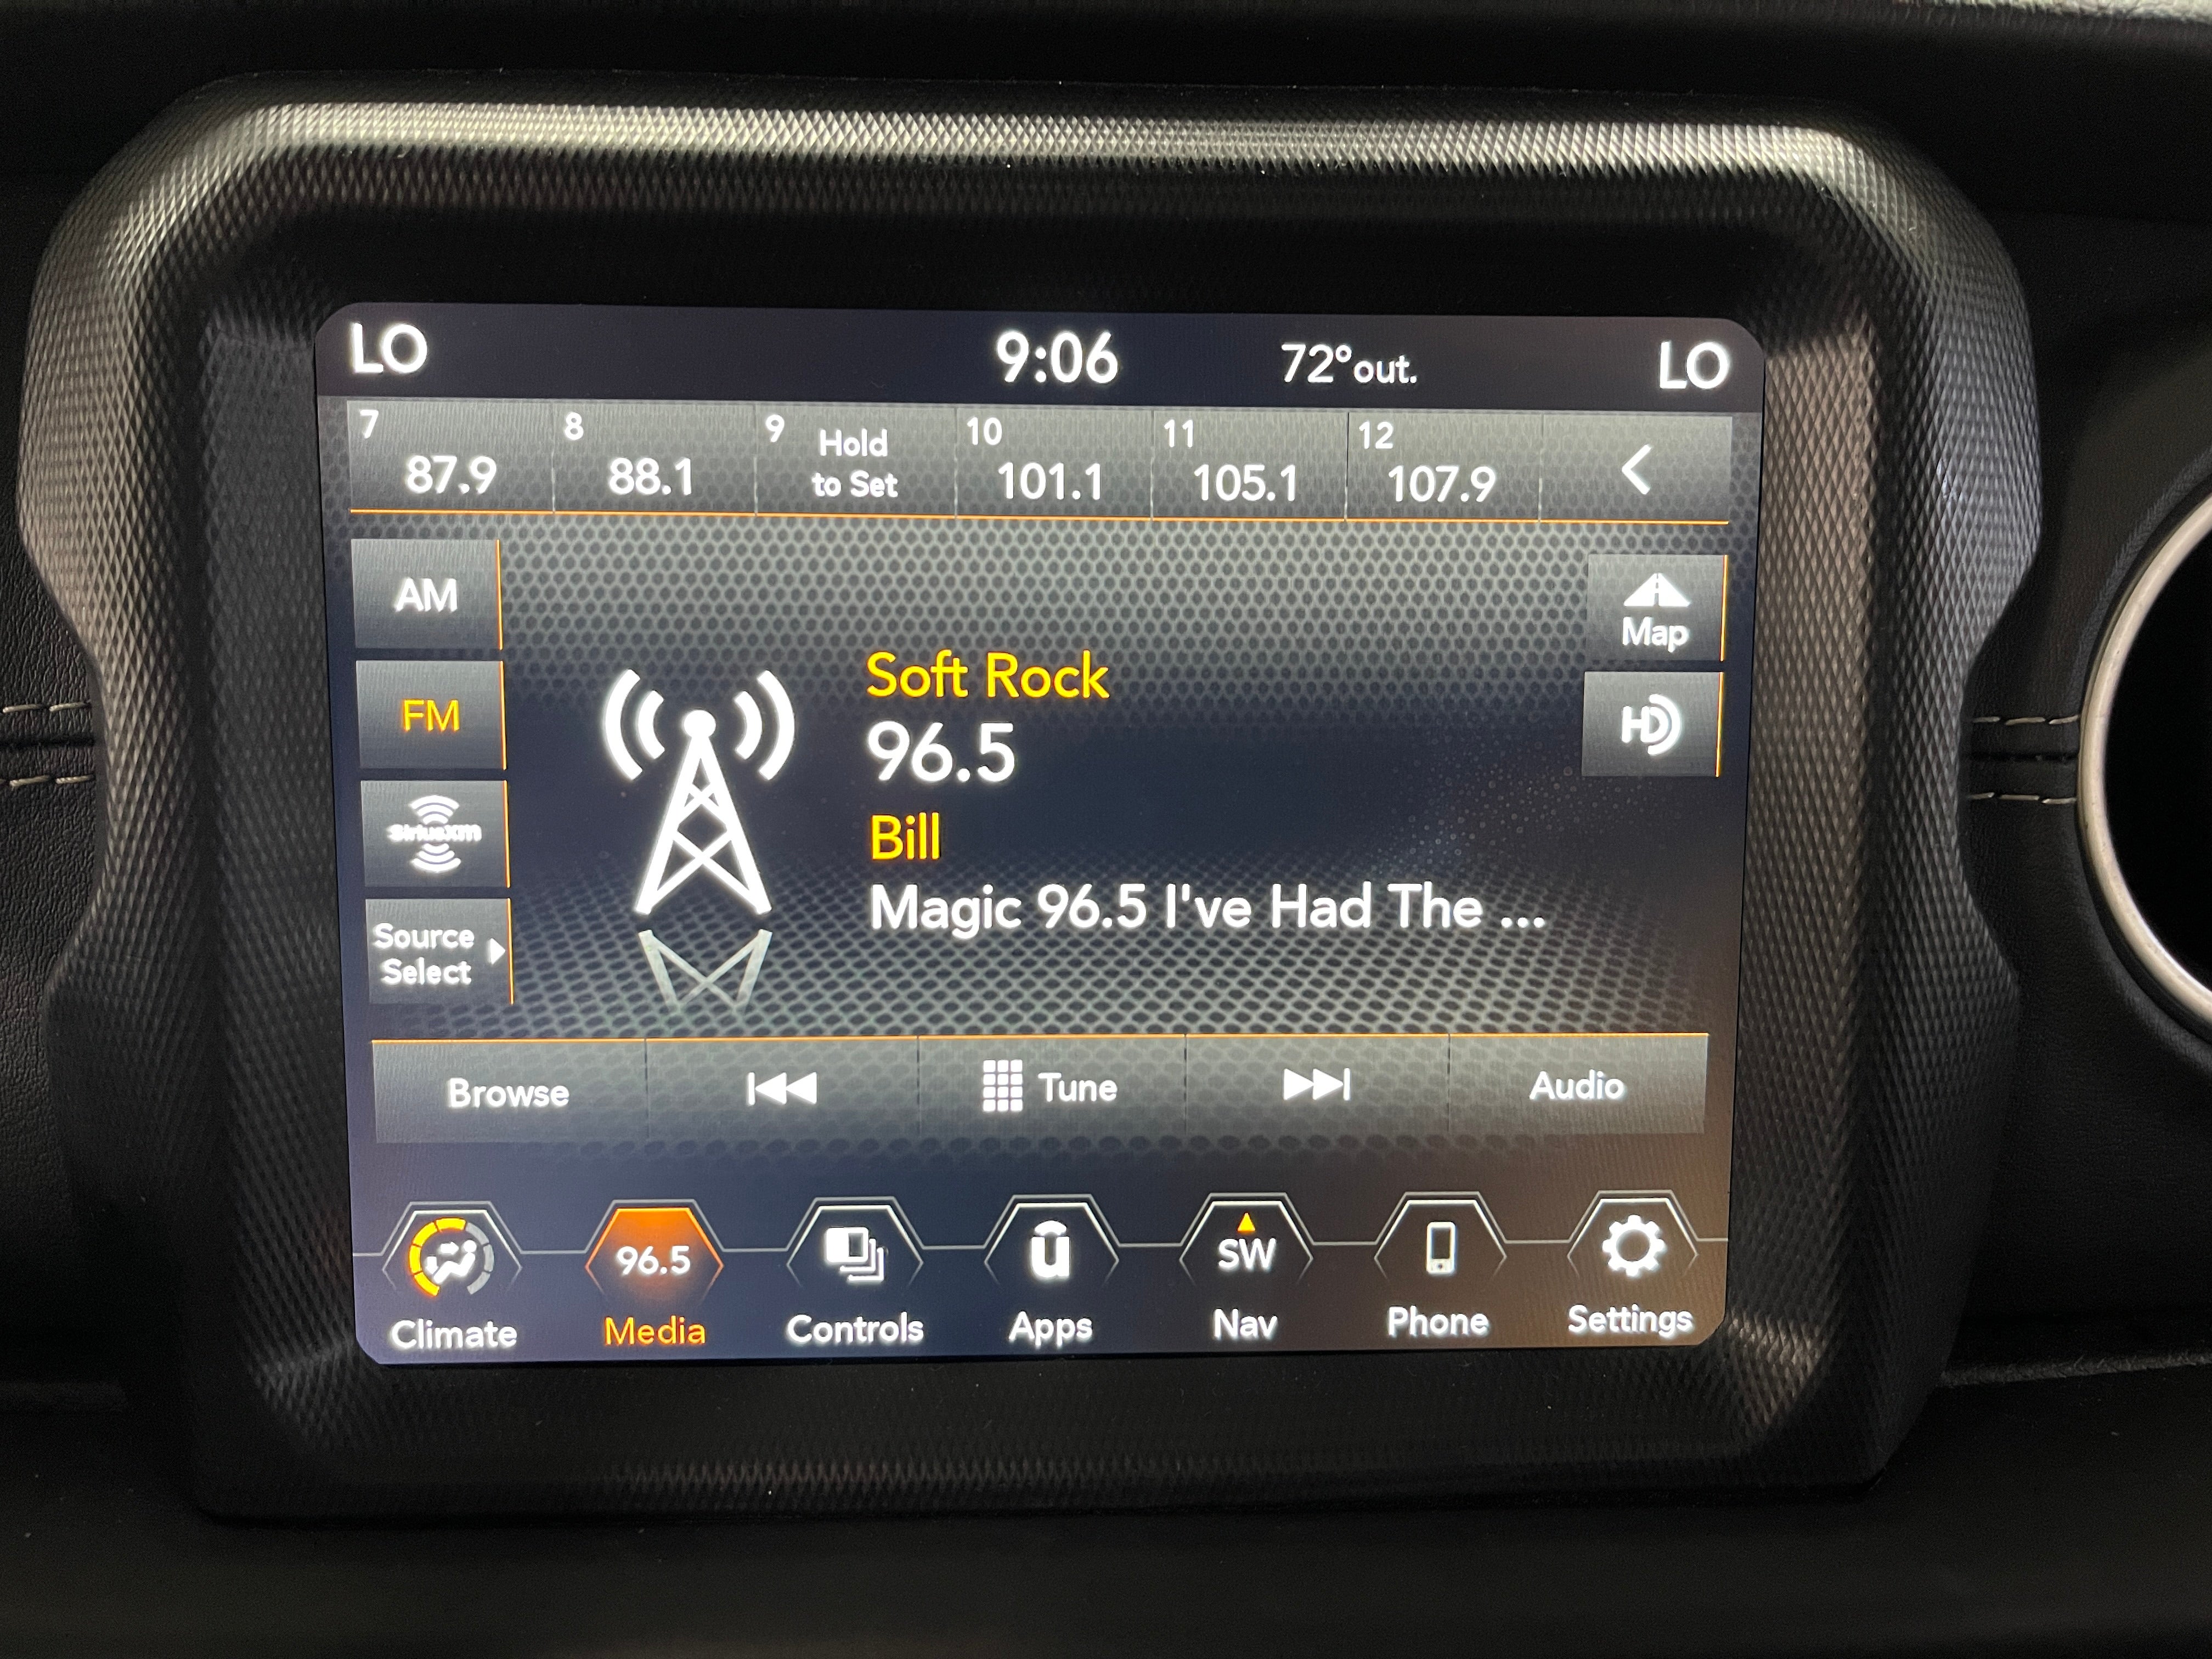 LO 9:06 72°out. LO
7 87.9 8 88.1 9 Hold to Set 10 101.1 11 105.1 12 107.9
AM
Map
FM
HD
Soft Rock
96.5
Bill
Magic 96.5 I've Had The ...
SiriusXM
Source
Select
Browse Tune Audio
96.5 u SW
Climate Media Controls Apps Nav Phone Settings